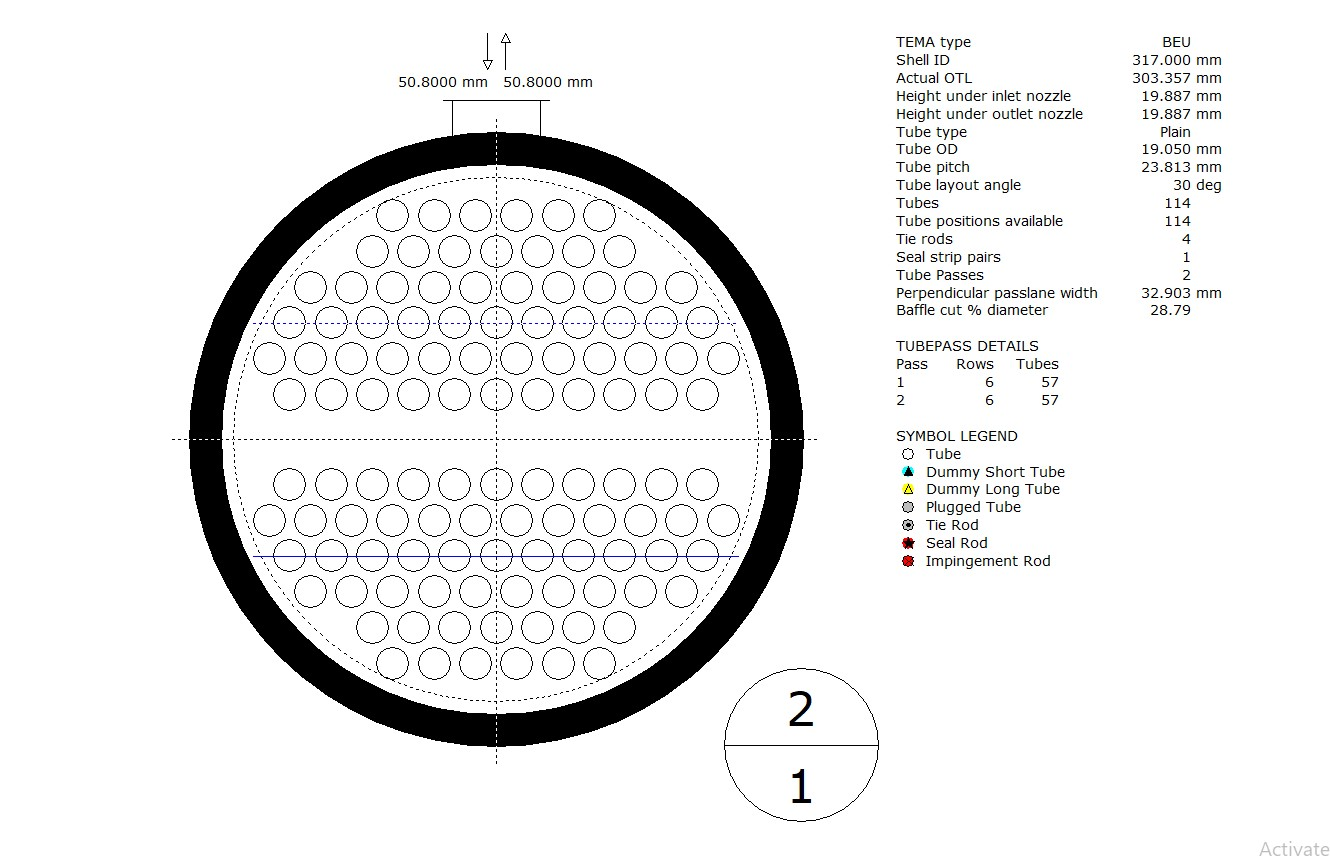 50.8000 mm 50.8000 mm
TEMA type BEU
Shell ID 317.000 mm
Actual OTL 303.357 mm
Height under inlet nozzle 19.887 mm
Height under outlet nozzle 19.887 mm
Tube type Plain
Tube OD 19.050 mm
Tube pitch 23.813 mm
Tube layout angle 30 deg
Tubes 114
Tube positions available 114
Tie rods 4
Seal strip pairs 1
Tube Passes 2
Perpendicular passlane width 32.903 mm
Baffle cut % diameter 28.79
TUBEPASS DETAILS
Pass Rows Tubes
1 6 57
2 6 57
SYMBOL LEGEND
Tube
Dummy Short Tube
Dummy Long Tube
Plugged Tube
Tie Rod
Seal Rod
Impingement Rod
2
1
Activate